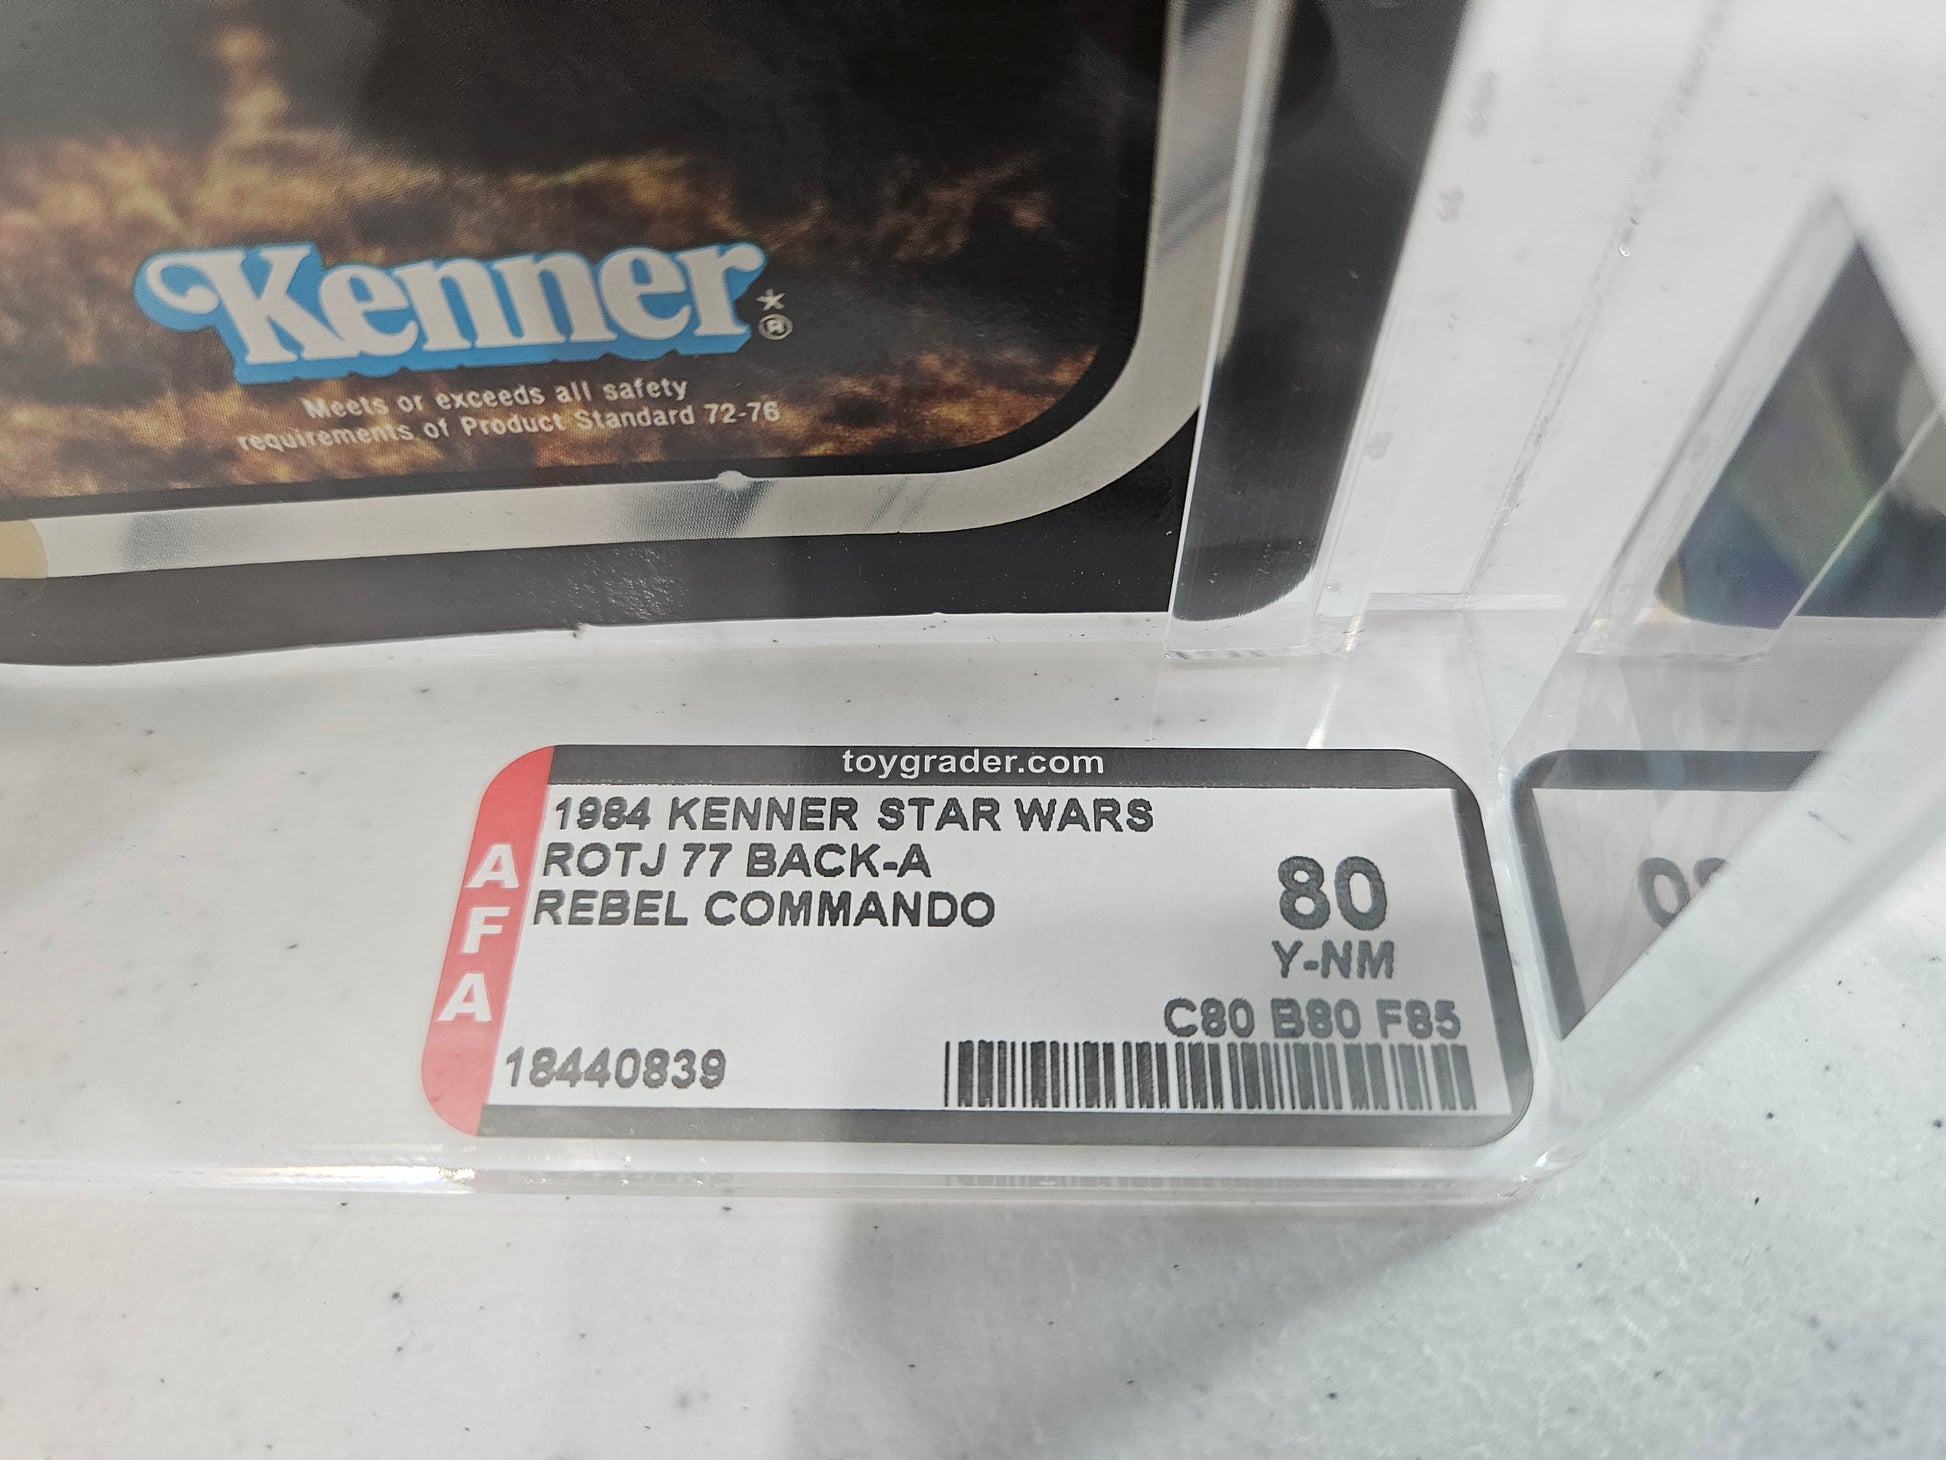 Kenner*®
Meets or exceeds all safety
requirements of Product Standard 72-76
toygrader.com
AFA
1984 KENNER STAR WARS
ROTJ 77 BACK-A
REBEL COMMANDO
80
Y-NM
C80 B80 F85
18440839